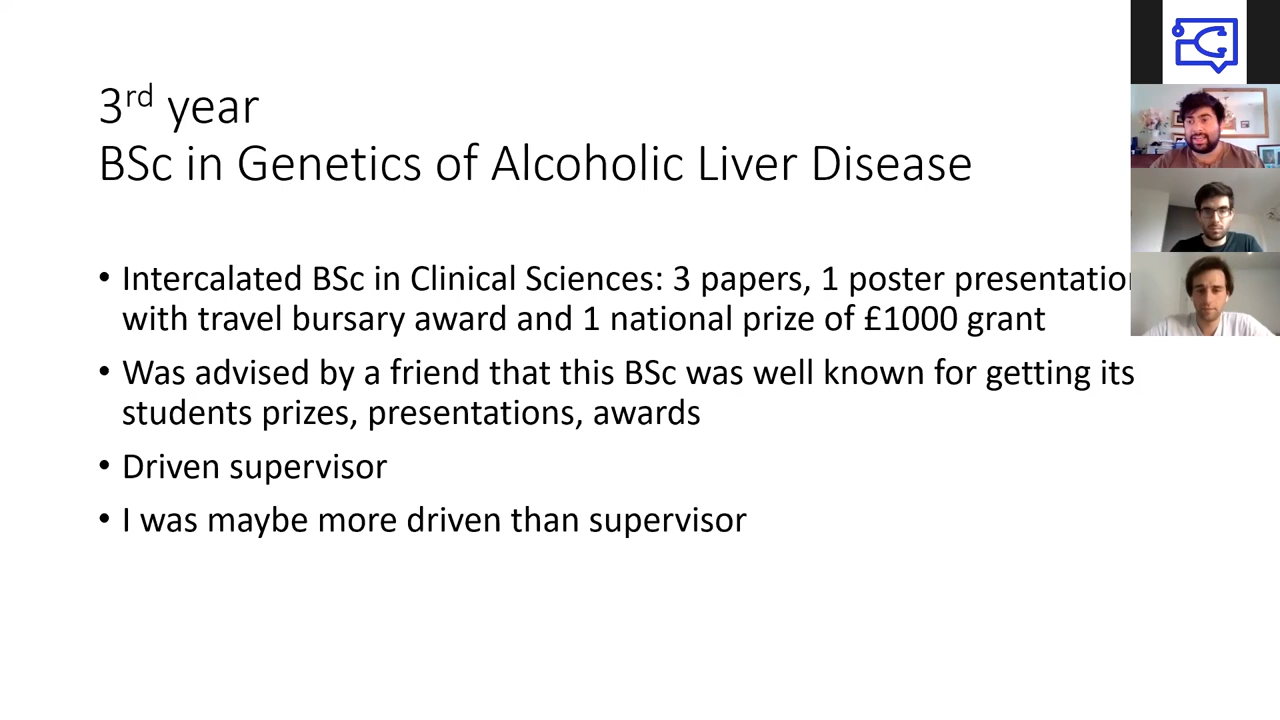 3rd year
BSc in Genetics of Alcoholic Liver Disease
• Intercalated BSc in Clinical Sciences: 3 papers, 1 poster presentation
with travel bursary award and 1 national prize of £1000 grant
• Was advised by a friend that this BSc was well known for getting its
students prizes, presentations, awards
• Driven supervisor
• I was maybe more driven than supervisor